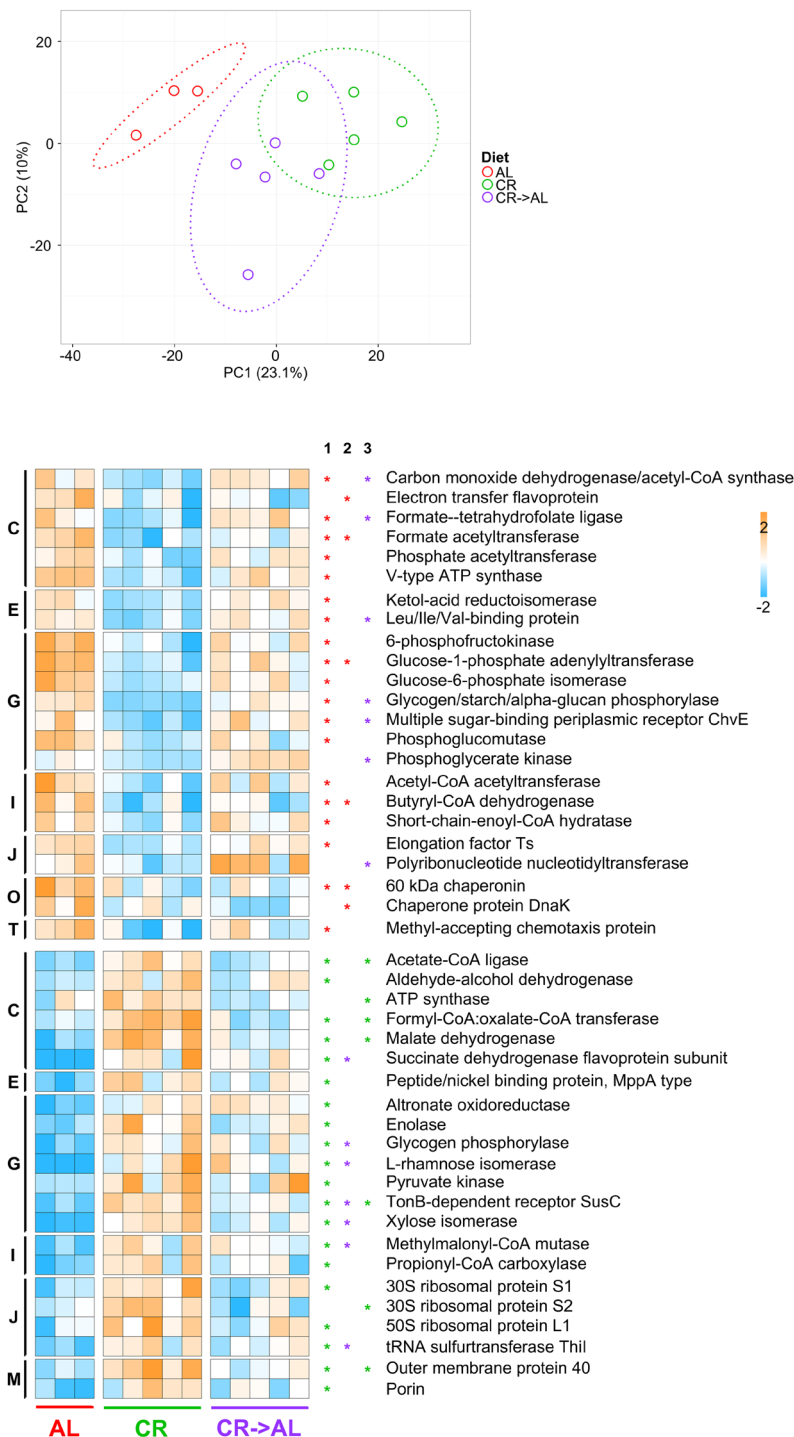 20
0
-20
PC2 (10%)
-40 -20 0 20
PC1 (23.1%)
Diet
AL
CR
CR->AL
1 2 3
C
* * Carbon monoxide dehydrogenase/acetyl-CoA synthase
* Electron transfer flavoprotein
* * Formate--tetrahydrofolate ligase
* * Formate acetyltransferase
* Phosphate acetyltransferase
* V-type ATP synthase
2
-2
E
* Ketol-acid reductoisomerase
* Leu/Ile/Val-binding protein
G
* 6-phosphofructokinase
* * Glucose-1-phosphate adenylyltransferase
* Glucose-6-phosphate isomerase
* * Glycogen/starch/alpha-glucan phosphorylase
* * Multiple sugar-binding periplasmic receptor ChvE
* Phosphoglucomutase
* Phosphoglycerate kinase
I
* Acetyl-CoA acetyltransferase
* * Butyryl-CoA dehydrogenase
* Short-chain-enoyl-CoA hydratase
J
* Elongation factor Ts
* Polyribonucleotide nucleotidyltransferase
O
* * 60 kDa chaperonin
* Chaperone protein DnaK
T
* Methyl-accepting chemotaxis protein
C
* * Acetate-CoA ligase
* Aldehyde-alcohol dehydrogenase
* ATP synthase
* * Formyl-CoA:oxalate-CoA transferase
* * Malate dehydrogenase
* * Succinate dehydrogenase flavoprotein subunit
E
* Peptide/nickel binding protein, MppA type
G
* Altronate oxidoreductase
* Enolase
* * Glycogen phosphorylase
* * L-rhamnose isomerase
* Pyruvate kinase
* * * TonB-dependent receptor SusC
* * Xylose isomerase
I
* * Methylmalonyl-CoA mutase
* Propionyl-CoA carboxylase
J
* 30S ribosomal protein S1
* 30S ribosomal protein S2
* 50S ribosomal protein L1
* * tRNA sulfurtransferase ThiI
M
* * Outer membrane protein 40
* Porin
AL CR CR->AL